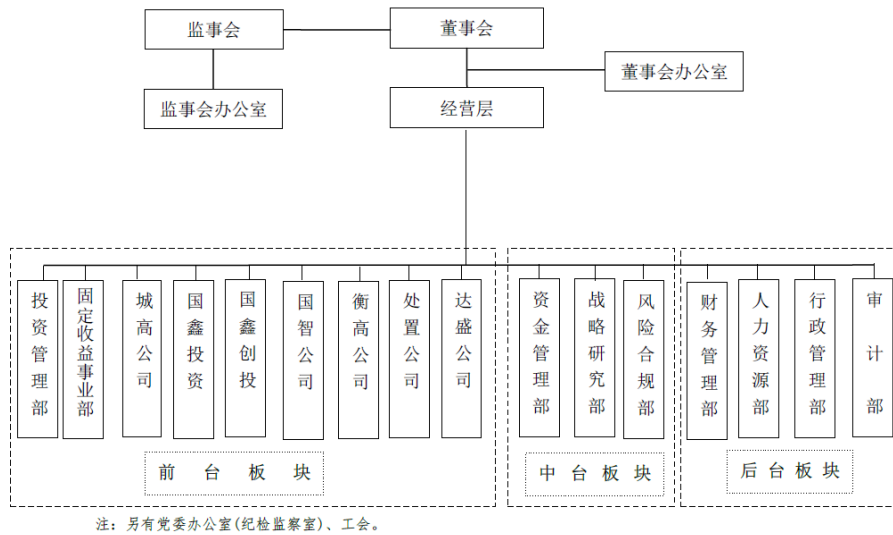 监事会
董事会
董事会办公室
监事会办公室
经营层
投资管理部
固定收益事业部
城高公司
国鑫投资
国鑫创投
国智公司
衡高公司
处置公司
达盛公司
资金管理部
战略研究部
风险合规部
财务管理部
人力资源部
行政管理部
审计部
前台板块
中台板块
后台板块
注：另有党委办公室(纪检监察室)、工会。